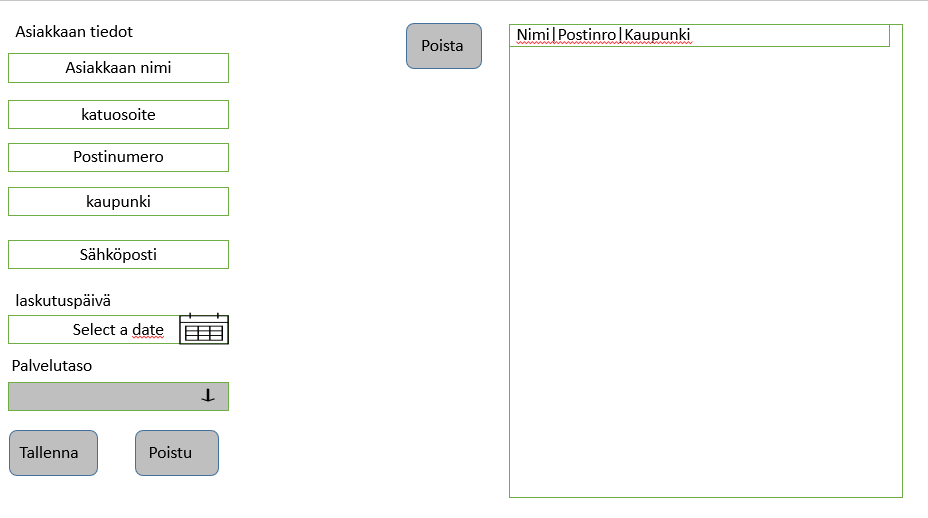 Asiakkaan tiedot
Asiakkaan nimi
katuosoite
Postinumero
kaupunki
Sähköposti
laskutuspäivä
Select a date
Palvelutaso
Tallenna
Poistu
Poista
Nimi|Postinro|Kaupunki